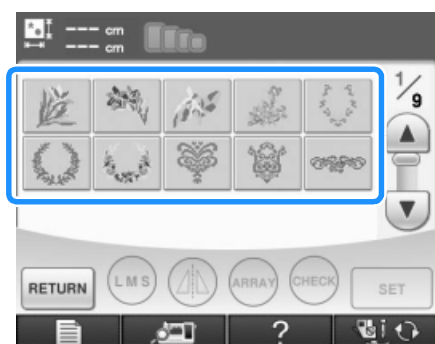 --- cm
--- cm
1/9
RETURN
LMS
ARRAY
CHECK
SET
?